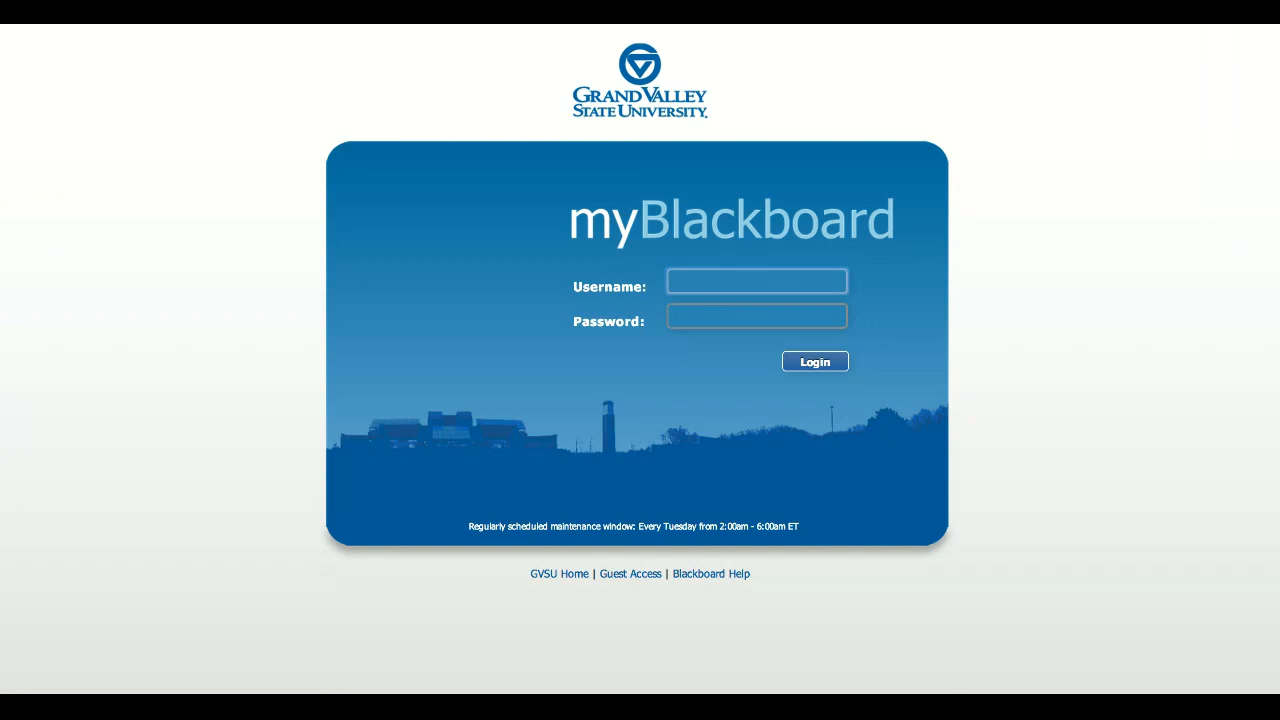 GRAND VALLEY
STATE UNIVERSITY.
myBlackboard
Username:
Password:
Login
Regularly scheduled maintenance window: Every Tuesday from 2:00am - 6:00am ET
GVSU Home | Guest Access | Blackboard Help